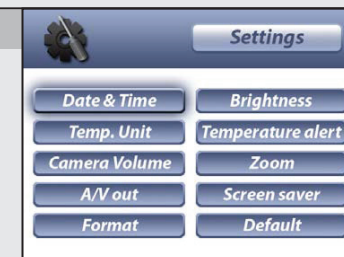 Settings
Date & Time
Brightness
Temp. Unit
Temperature alert
Camera Volume
Zoom
A/V out
Screen saver
Format
Default